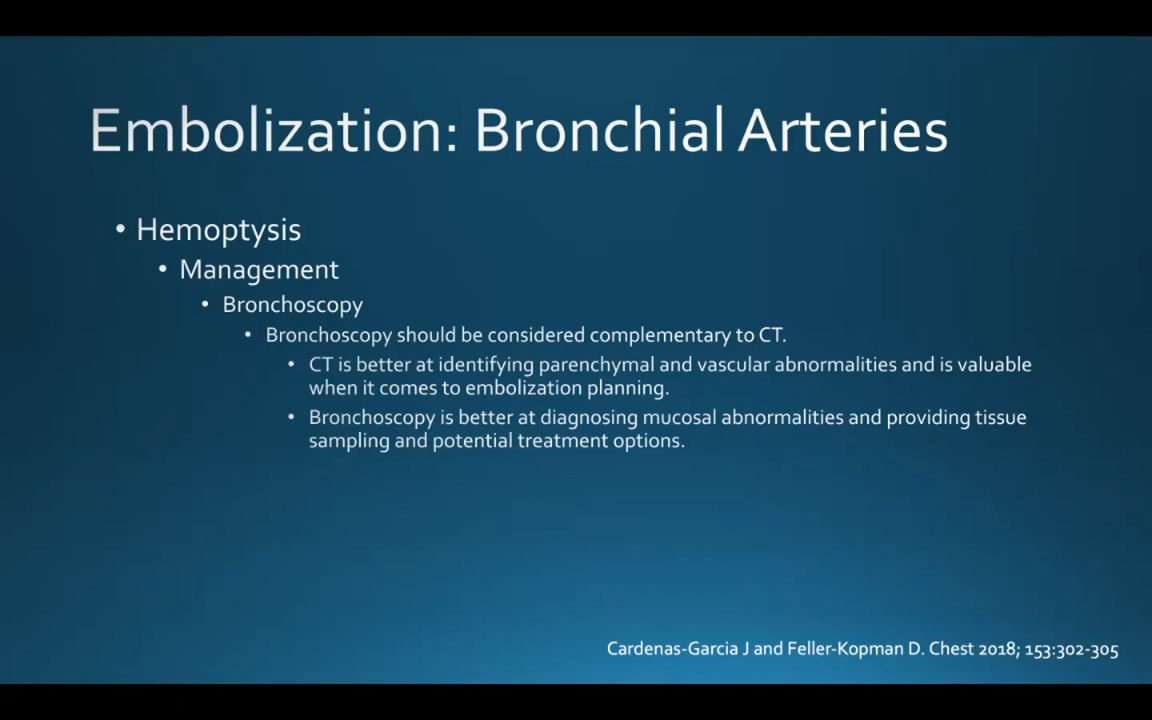 Embolization: Bronchial Arteries
• Hemoptysis
• Management
• Bronchoscopy
• Bronchoscopy should be considered complementary to CT.
• CT is better at identifying parenchymal and vascular abnormalities and is valuable
when it comes to embolization planning.
• Bronchoscopy is better at diagnosing mucosal abnormalities and providing tissue
sampling and potential treatment options.
Cardenas-Garcia J and Feller-Kopman D. Chest 2018; 153:302-305